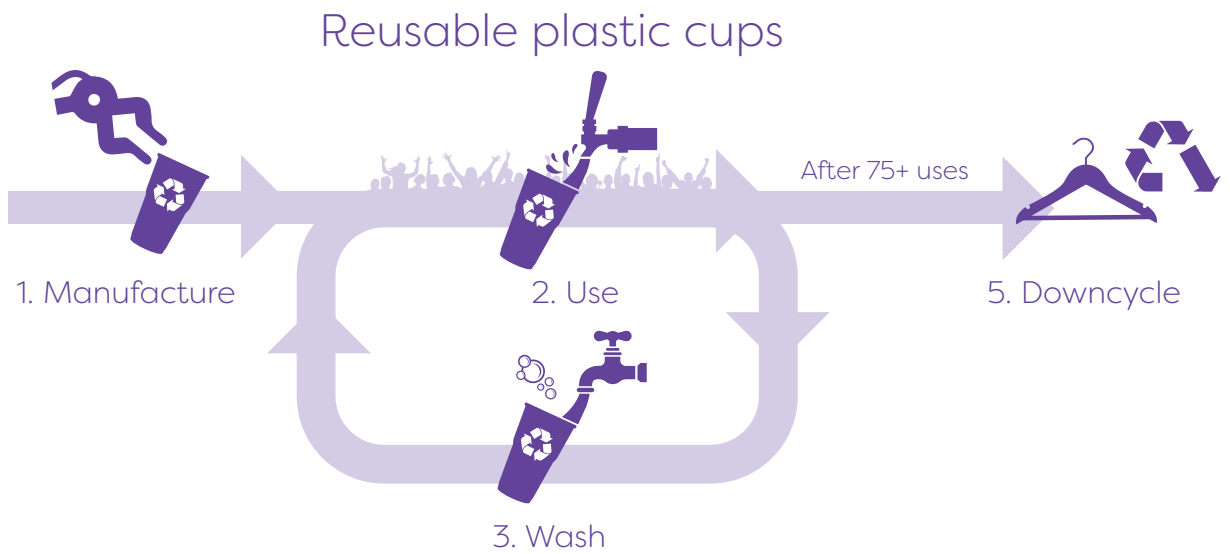 Reusable plastic cups
After 75+ uses
1. Manufacture
2. Use
5. Downcycle
3. Wash